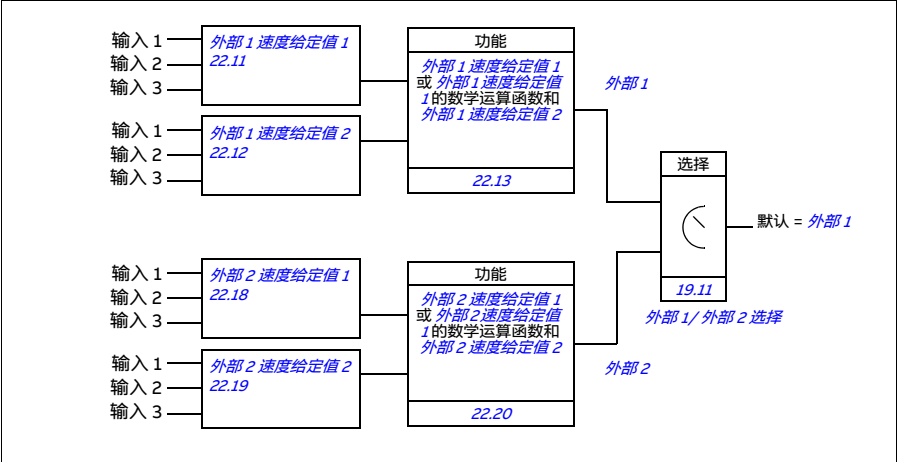 输入 1
输入 2
输入 3
外部 1 速度给定值 1
22.11
输入 1
输入 2
输入 3
外部 1 速度给定值 2
22.12
功能
外部 1 速度给定值 1
或 外部 1 速度给定值
1 的数学运算函数和
外部 1 速度给定值 2
22.13
外部 1
选择
19.11
外部 1/ 外部 2 选择
默认 = 外部 1
输入 1
输入 2
输入 3
外部 2 速度给定值 1
22.18
输入 1
输入 2
输入 3
外部 2 速度给定值 2
22.19
功能
外部 2 速度给定值 1
或 外部 2 速度给定值
1 的数学运算函数和
外部 2 速度给定值 2
22.20
外部 2